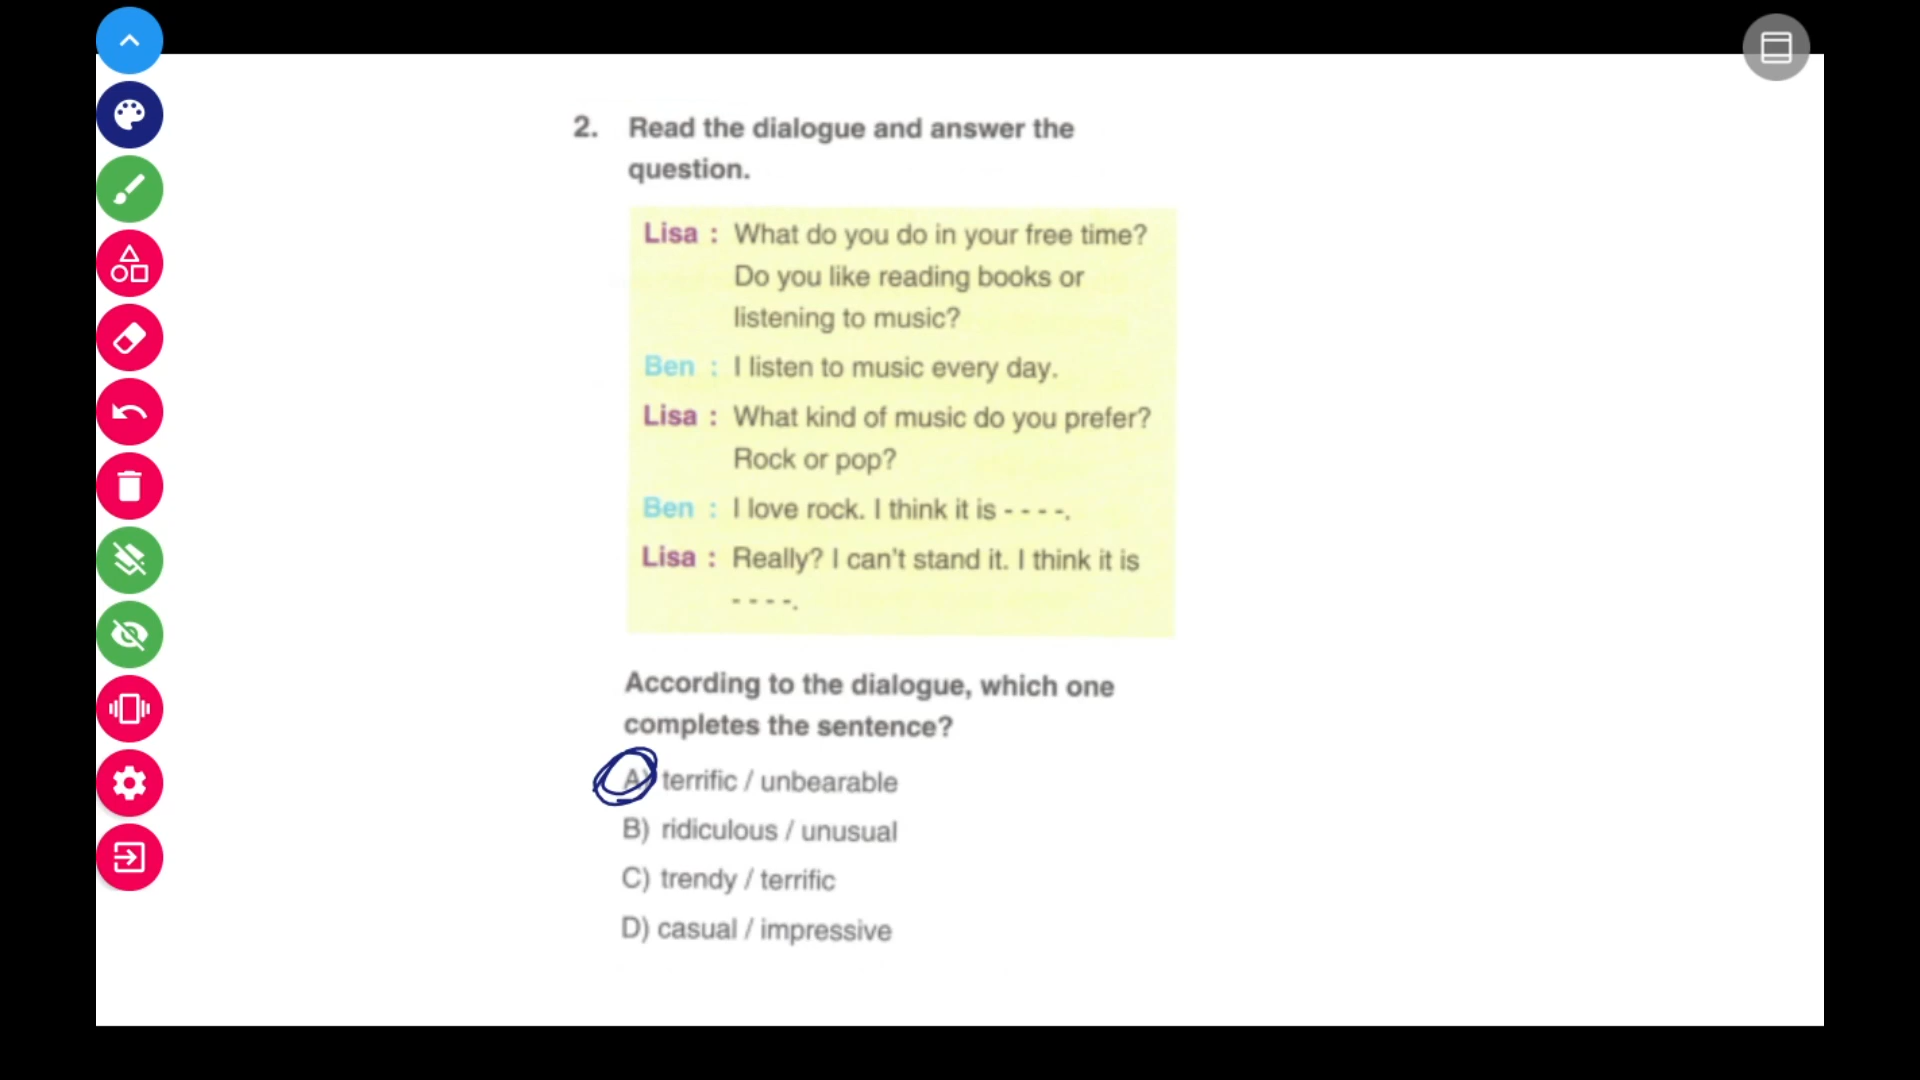 2. Read the dialogue and answer the
question.
Lisa : What do you do in your free time?
Do you like reading books or
listening to music?
Ben : I listen to music every day.
Lisa : What kind of music do you prefer?
Rock or pop?
Ben : I love rock. I think it is - - - -.
Lisa : Really? I can't stand it. I think it is
- - - -.
According to the dialogue, which one
completes the sentence?
A) terrific / unbearable
B) ridiculous / unusual
C) trendy / terrific
D) casual / impressive